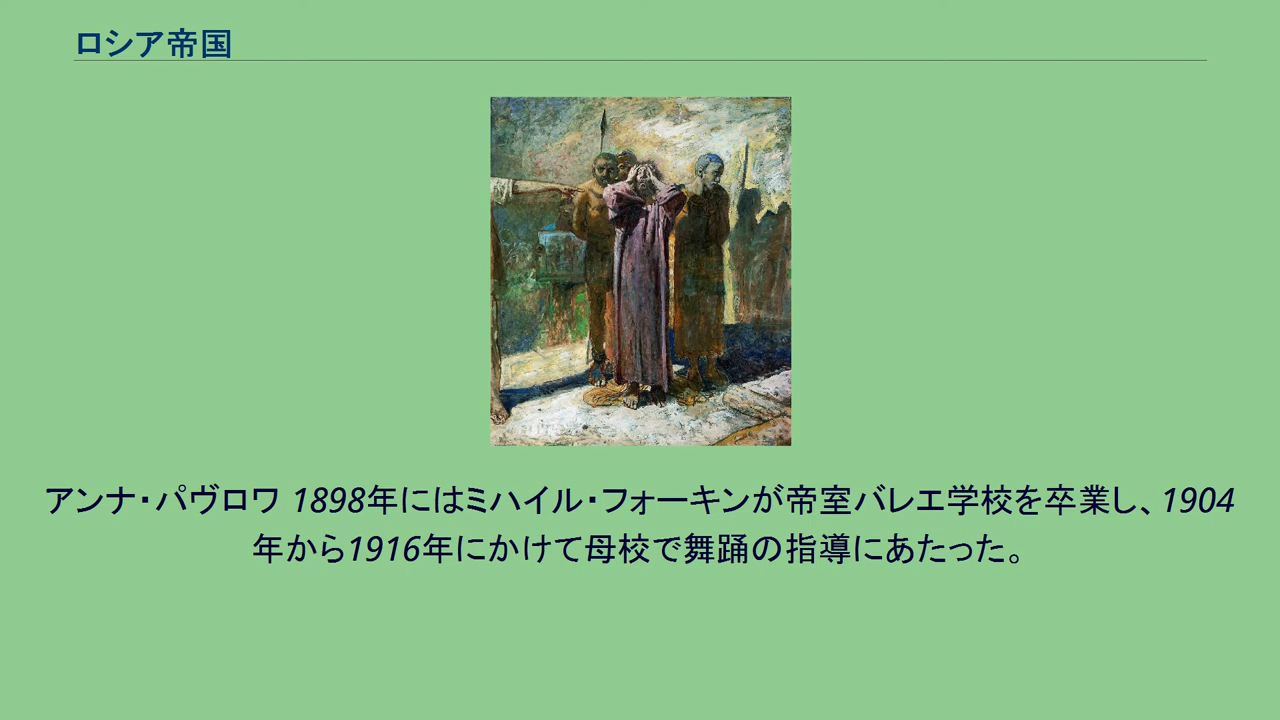 ロシア帝国
アンナ・パヴロワ 1898年にはミハイル・フォーキンが帝室バレエ学校を卒業し、1904
年から1916年にかけて母校で舞踊の指導にあたった。